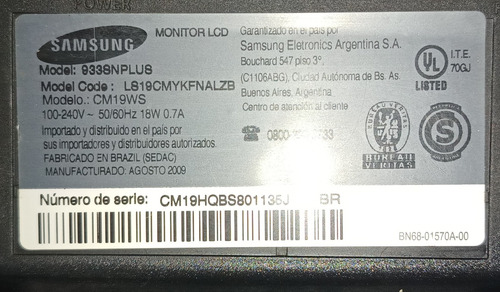 POWER
SAMSUNG
MONITOR LCD
Model: 933SNPLUS
Model Code : LS19CMYKFNALZB
Modelo.: CM19WS
100-240V~ 50/60Hz 18W 0.7A
Importado y distribuido en el país por
sus importadores y distribuidores autorizados.
FABRICADO EN BRAZIL (SEDAC)
MANUFACTURADO: AGOSTO 2009
Garantizado en el país por
Samsung Eletronics Argentina S.A.
Bouchard 547 piso 3º.
(C1106ABG), Ciudad Autónoma de Bs. As.
Buenos Aires, Argentina
Centro de atención al cliente
UL
LISTED
I.T.E.
70GJ
BUREAU
VERITAS
S
Número de serie: CM19HQBS801136J BR
BN68-01570A-00